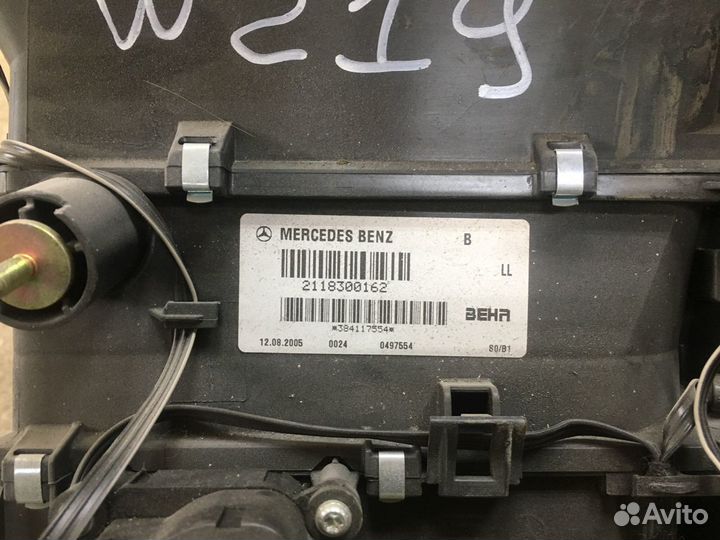 W219
MERCEDES BENZ B
LL
2118300162
*384117554*
BEHR
12.08.2005 0024 0497554 S0/B1
Avito